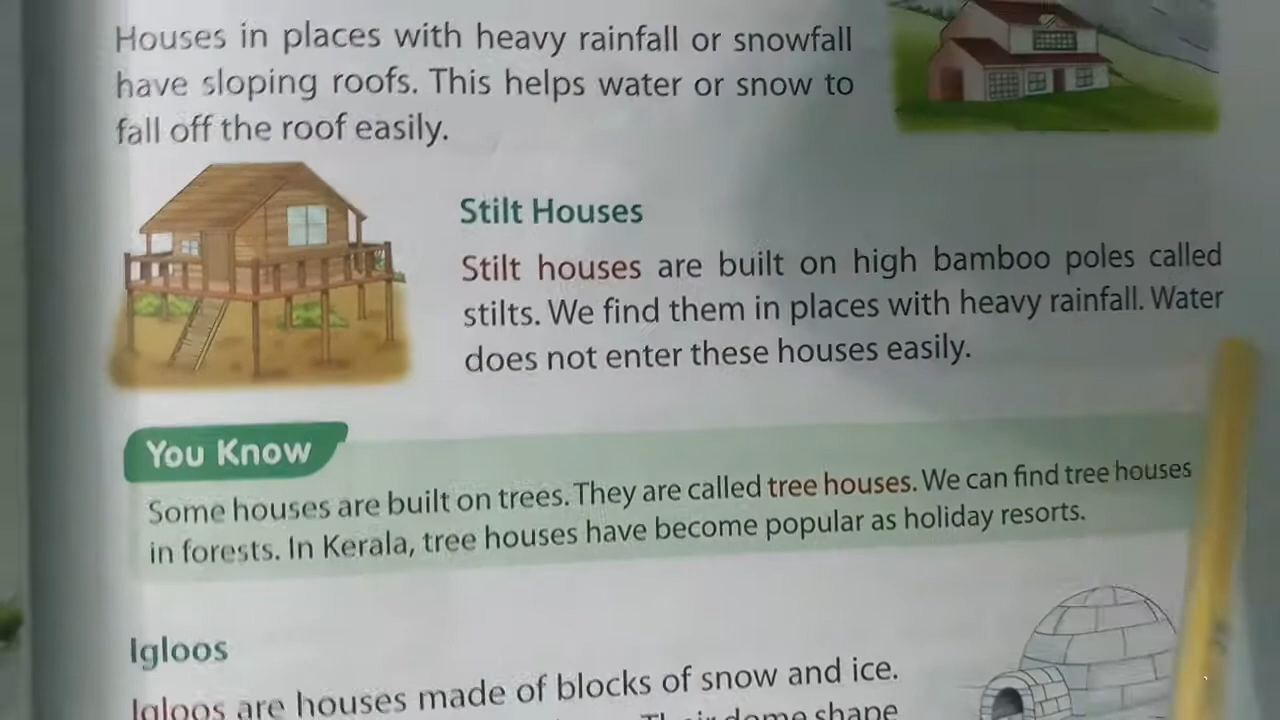 Houses in places with heavy rainfall or snowfall
have sloping roofs. This helps water or snow to
fall off the roof easily.
Stilt Houses
Stilt houses are built on high bamboo poles called
stilts. We find them in places with heavy rainfall. Water
does not enter these houses easily.
You Know
Some houses are built on trees. They are called tree houses. We can find tree houses
in forests. In Kerala, tree houses have become popular as holiday resorts.
Igloos
Igloos are houses made of blocks of snow and ice.
Their dome shape